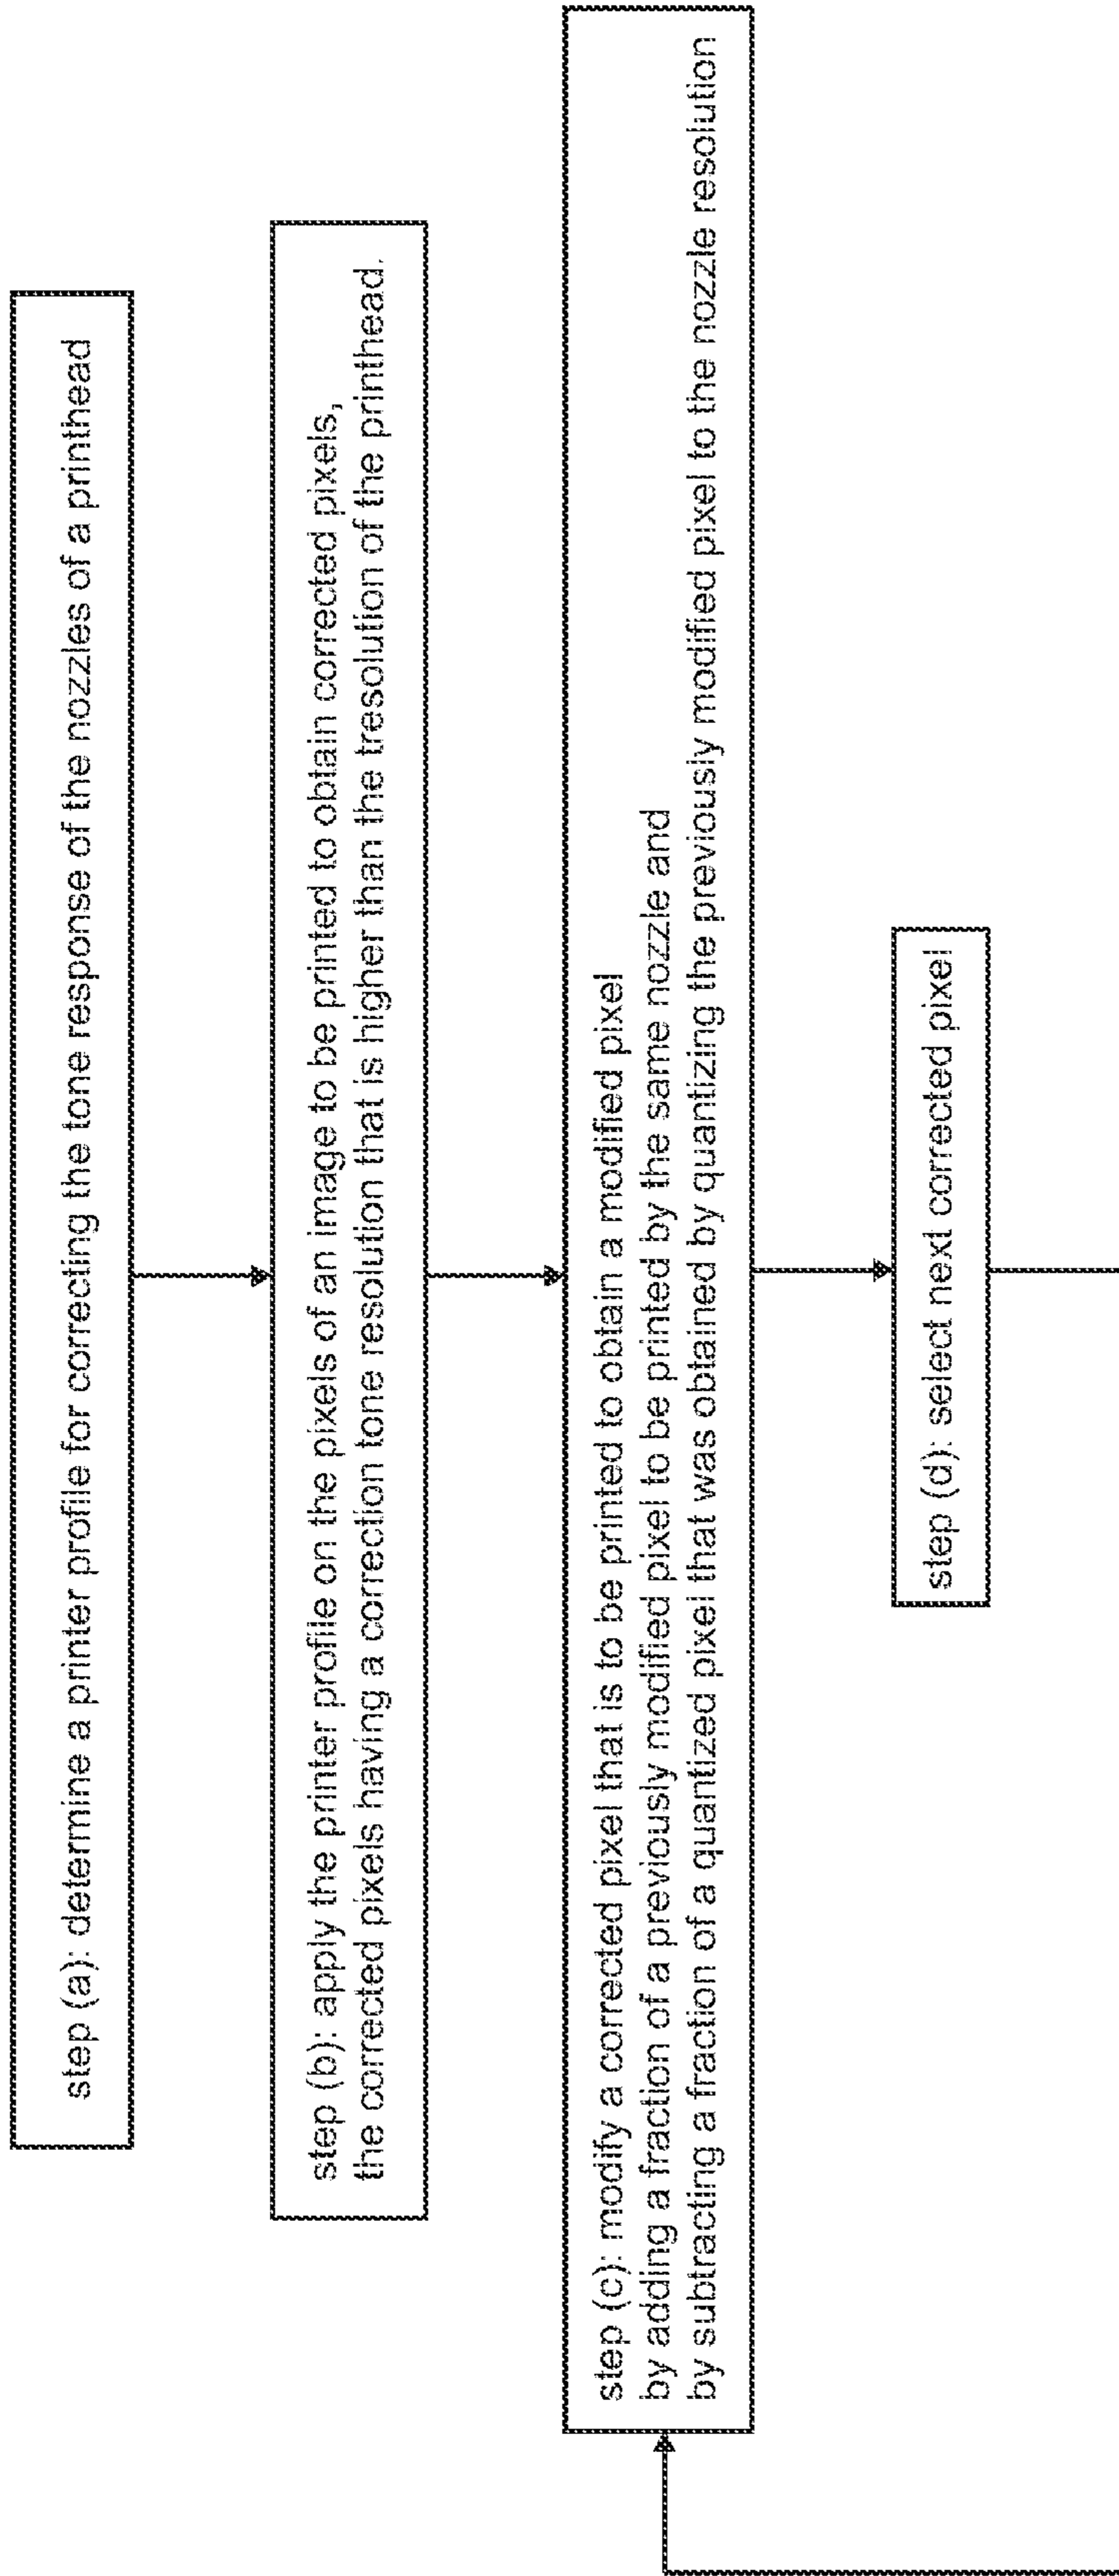 step (a): determine a printer profile for correcting the tone response of the nozzles of a printhead
step (b): apply the printer profile on the pixels of an image to be printed to obtain corrected pixels,
the corrected pixels having a correction tone resolution that is higher than the tresolution of the printhead.
step (c): modify a corrected pixel that is to be printed to obtain a modified pixel
by adding a fraction of a previously modified pixel to be printed by the same nozzle and
by subtracting a fraction of a quantized pixel that was obtained by quantizing the previously modified pixel to the nozzle resolution
step (d): select next corrected pixel